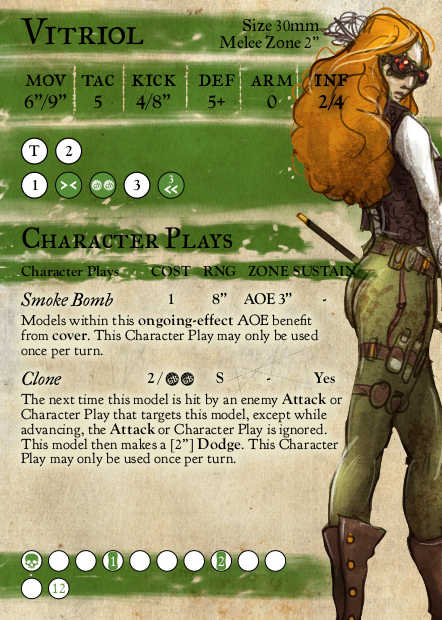 Vitriol
Size 30mm
Melee Zone 2”
MOV TAC KICK DEF ARM INF
6”/9” 5 4/8” 5+ 0 2/4
T 2
1 >< 3 3 <<
Character Plays
Character Plays COST RNG ZONE SUSTAIN
Smoke Bomb 1 8” AOE 3” -
Models within this ongoing-effect AOE benefit
from cover. This Character Play may only be used
once per turn.
Clone 2/ S - Yes
The next time this model is hit by an enemy Attack or
Character Play that targets this model, except while
advancing, the Attack or Character Play is ignored.
This model then makes a [2”] Dodge. This Character
Play may only be used once per turn.
1 2
12